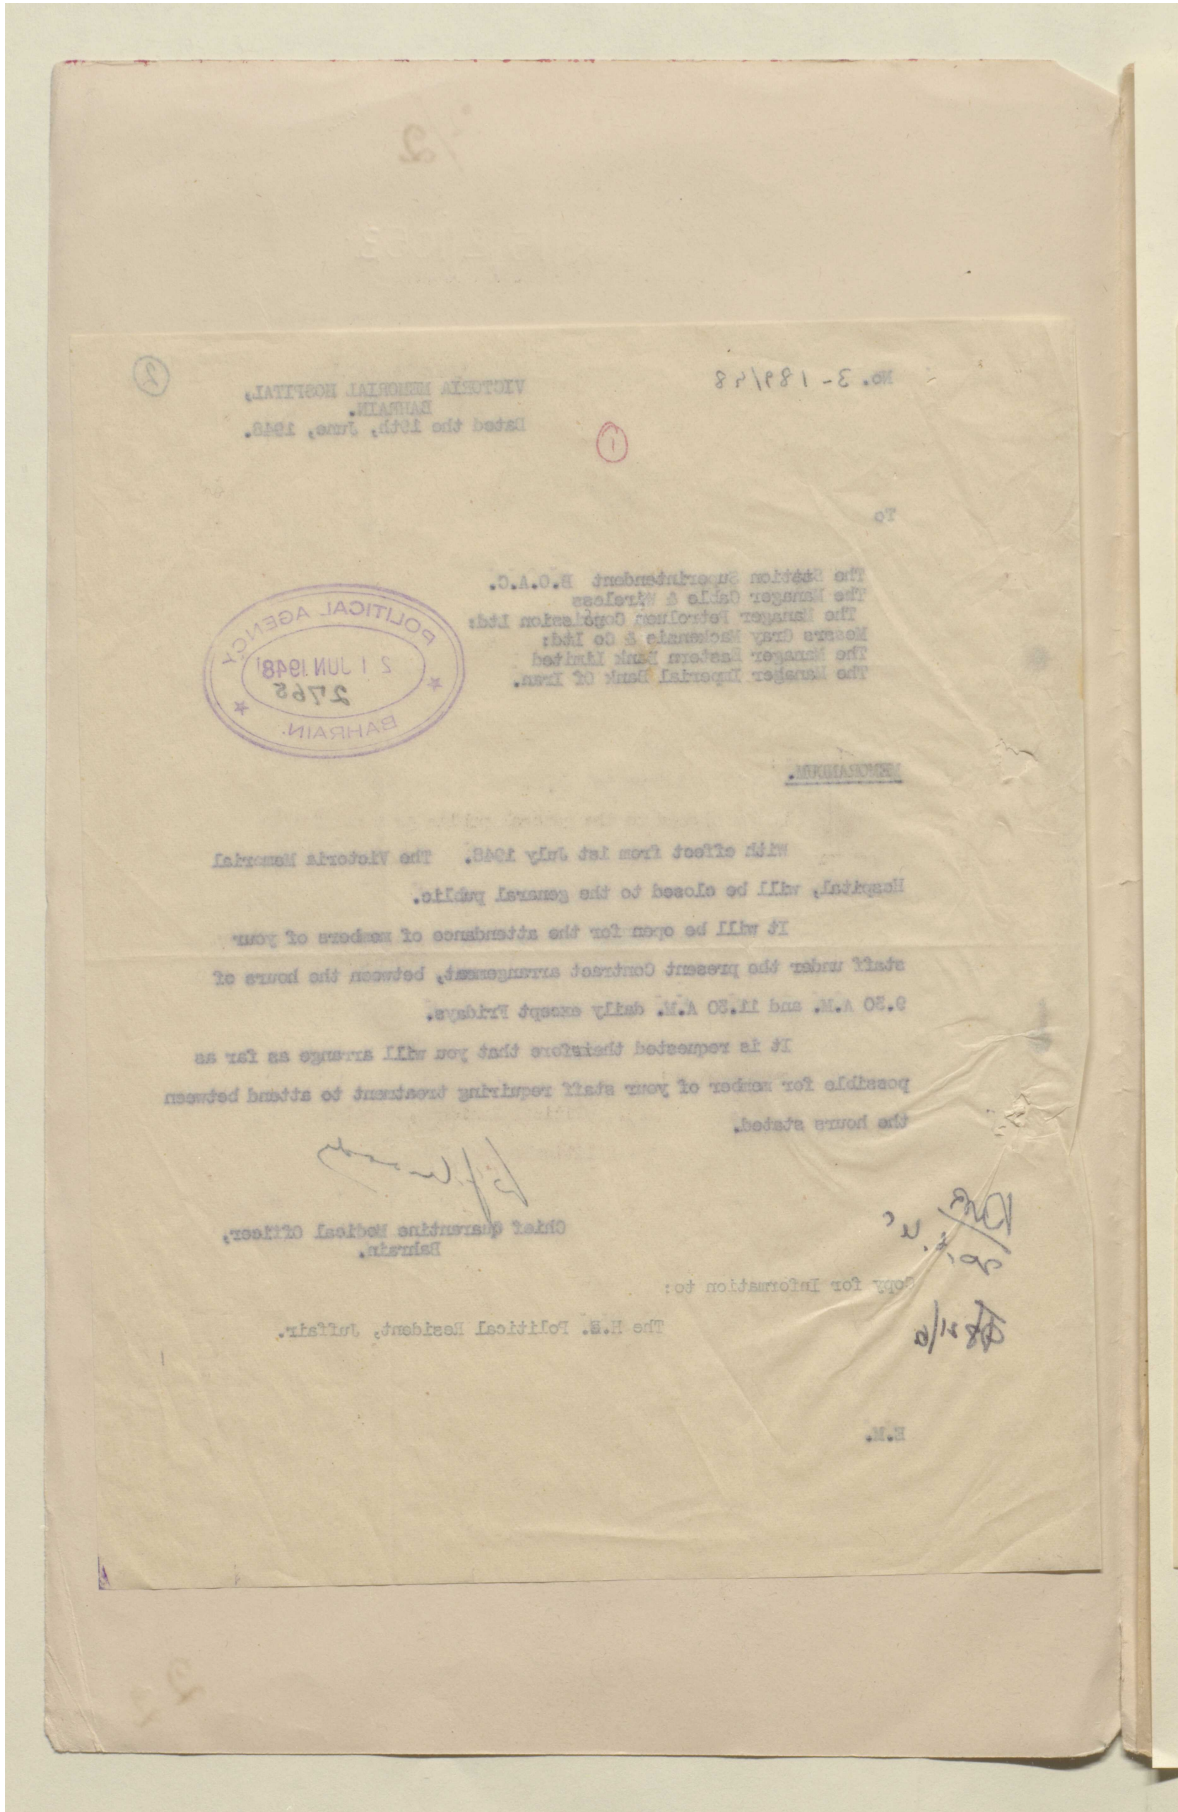 No. 3-189/48
VICTORIA MEMORIAL HOSPITAL,
BAHRAIN.
Dated the 19th, June, 1948.
2
1
To
The Station Superintendent B.O.A.C.
The Manager Cable & Wireless
The Manager Petroluem Conession Ltd:
Messrs Gray Mackennie & Co Ltd:
The Manager Eastern Bank Limited
The Manager Imperial Bank Of Iran.
POLITICAL AGENCY
21 JUN 1948
2765
BAHRAIN.
MEMORANDUM.
With effect from 1st July 1948. The Victoria Memorial
Hospital, will be closed to the general public.
It will be open for the attendance of members of your
staff under the present Contract arrangement, between the hours of
9.30 A.M. and 11.30 A.M. daily except Fridays.
It is requested therefore that you will arrange as far as
possible for member of your staff requiring treatment to attend between
the hours stated.
Chief Quarantine Medical Officer,
Bahrain.
Copy for Information to:
The H.E. Political Resident, Juffair.
E.M.